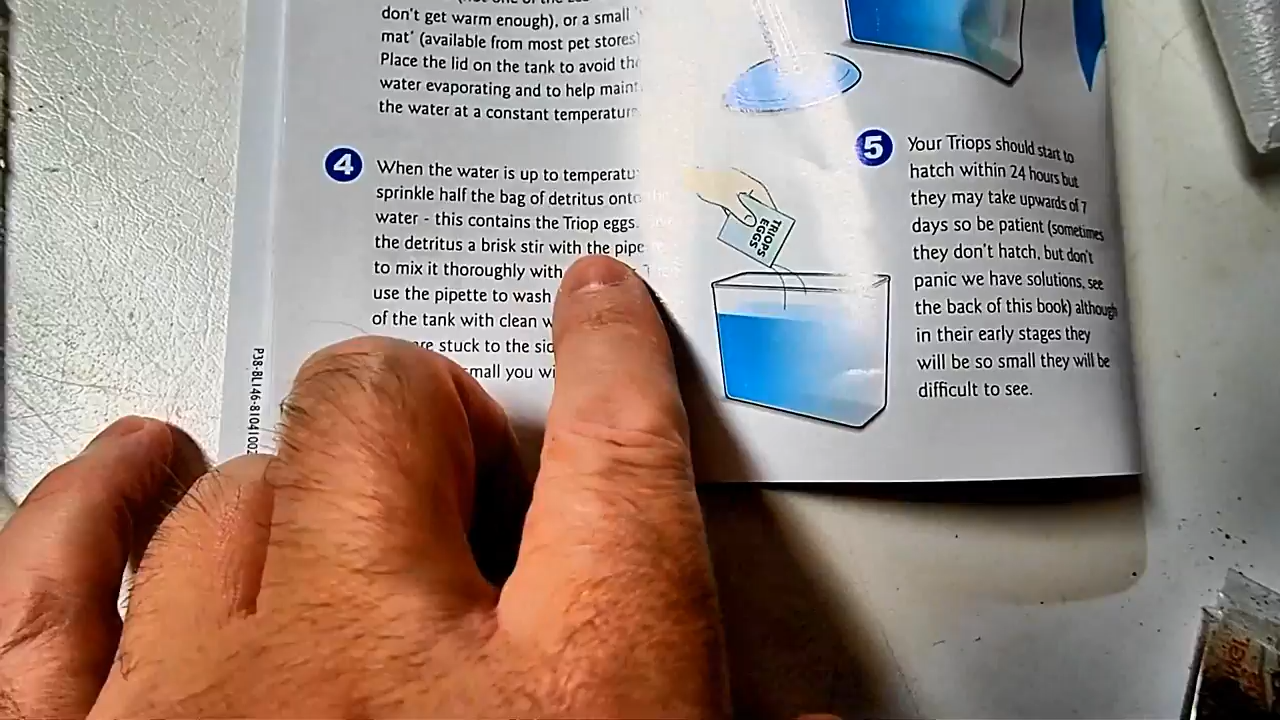 don't get warm enough), or a small
mat' (available from most pet stores)
Place the lid on the tank to avoid the
water evaporating and to help maint
the water at a constant temperature
4
When the water is up to temperatu
sprinkle half the bag of detritus onto the
water - this contains the Triop eggs.
the detritus a brisk stir with the pipe
to mix it thoroughly with
use the pipette to wash
of the tank with clean w
are stuck to the sid
small you wi
P38-BL146-81041002
TRIOPS
EGGS
5
Your Triops should start to
hatch within 24 hours but
they may take upwards of 7
days so be patient (sometimes
they don't hatch, but don't
panic we have solutions, see
the back of this book) although
in their early stages they
will be so small they will be
difficult to see.